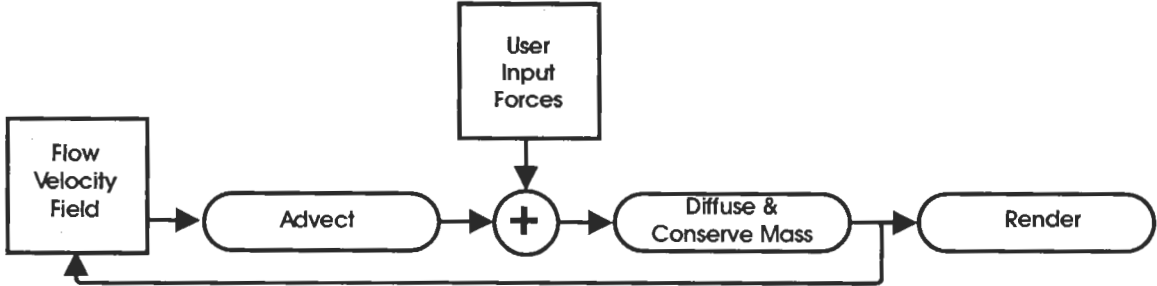 User
Input
Forces
Flow
Velocity
Field
Advect
+
Diffuse &
Conserve Mass
Render